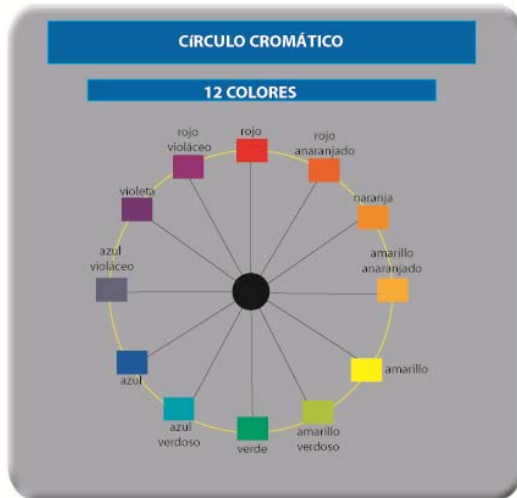 CíRCULO CROMÁTICO
12 COLORES
rojo
violáceo
rojo
rojo
anaranjado
violeta
naranja
azul
violáceo
amarillo
anaranjado
azul
amarillo
azul
verdoso
verde
amarillo
verdoso